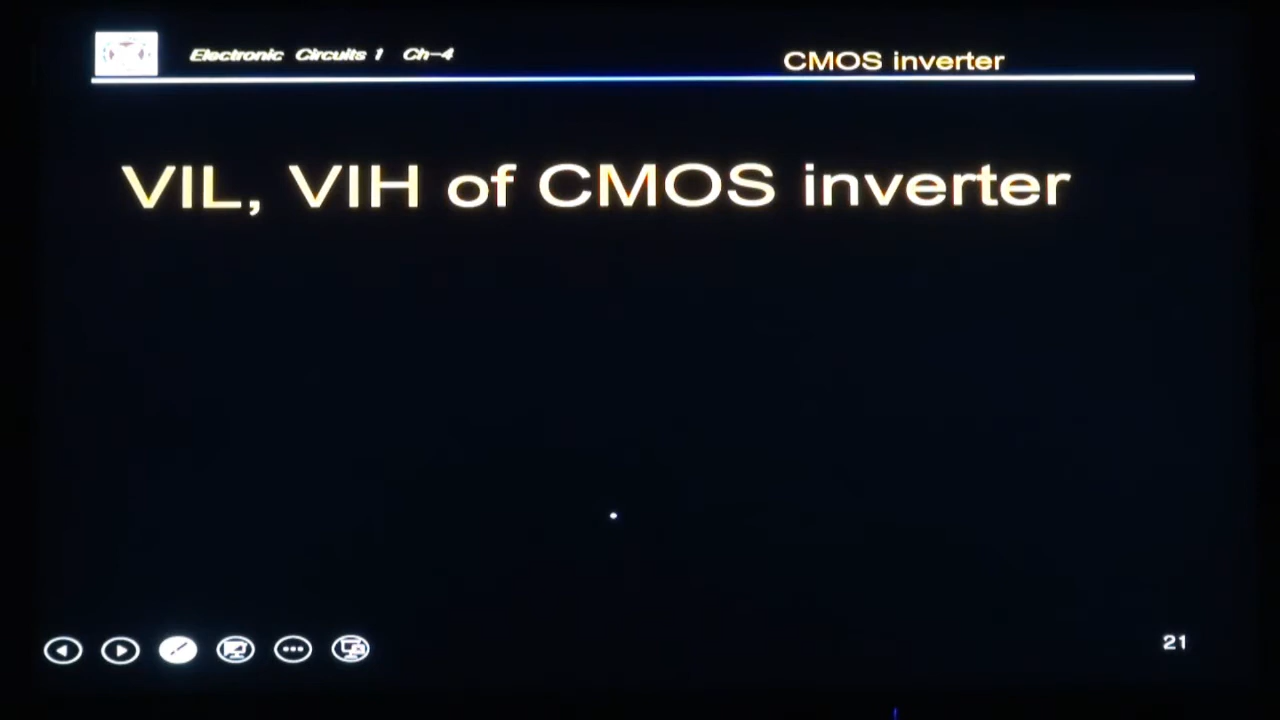 Electronic Circuits 1 Ch-4
CMOS inverter
VIL, VIH of CMOS inverter
21